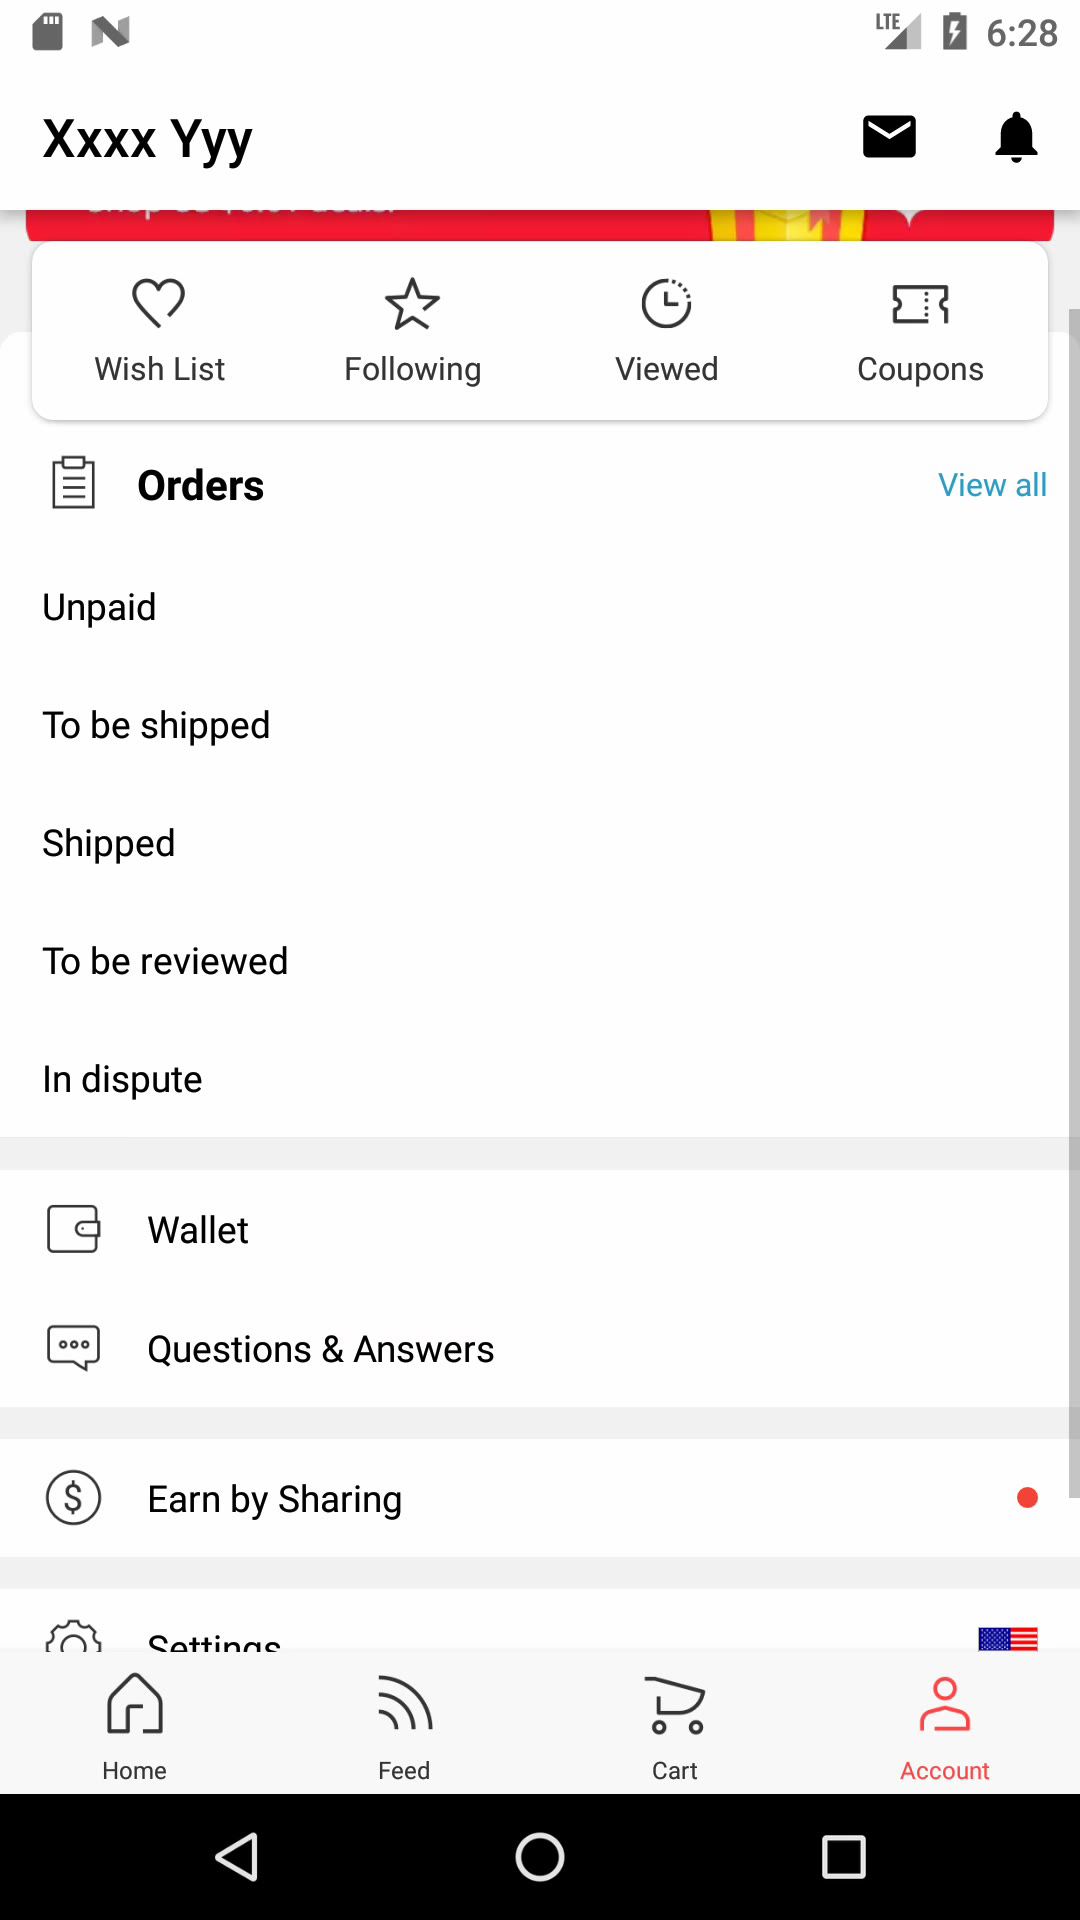 LTE 6:28
Xxxx Yyy
Wish List Following Viewed Coupons
Orders View all
Unpaid
To be shipped
Shipped
To be reviewed
In dispute
Wallet
Questions & Answers
Earn by Sharing
Settings
Home Feed Cart Account